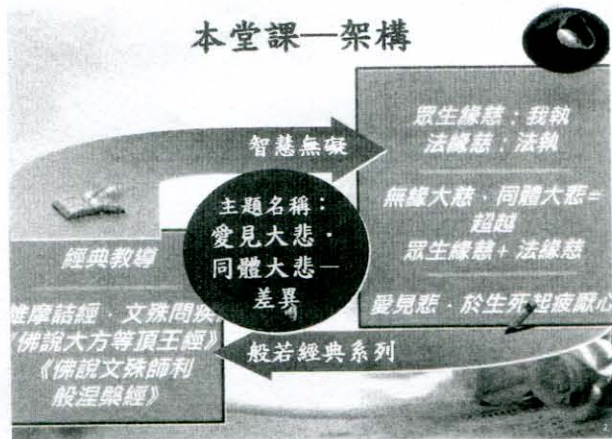 本堂課—架構
智慧無礙
眾生緣慈：我執
法緣慈：法執
無緣大慈．同體大悲=
超越
眾生緣慈+法緣慈
愛見悲．於生死起疲厭心
主題名稱：
愛見大悲．
同體大悲—
差異
經典教導
維摩詰經．文殊問疾
《佛說大方等頂王經》
《佛說文殊師利
般涅槃經》
般若經典系列
2